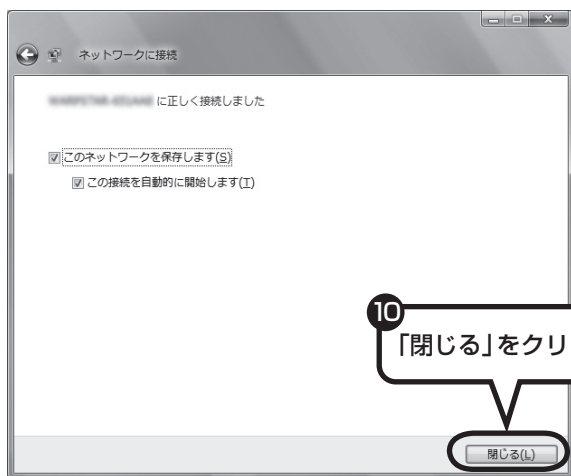 ネットワークに接続
に正しく接続しました
このネットワークを保存します(S)
この接続を自動的に開始します(T)
10
「閉じる」をクリ
閉じる(L)